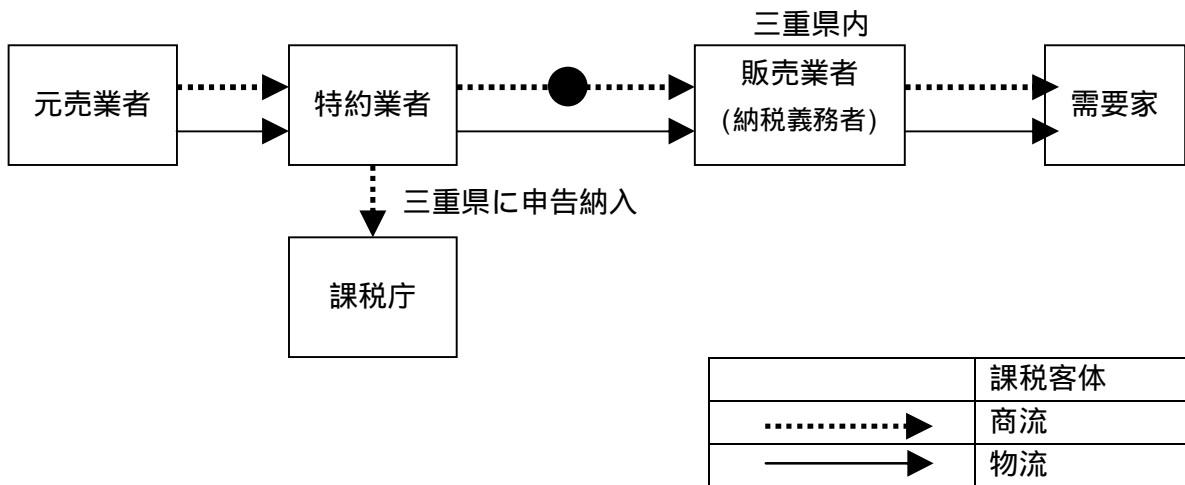 三重県内
元売業者
特約業者
販売業者
(納税義務者)
需要家
三重県に申告納入
課税庁
課税客体
商流
物流